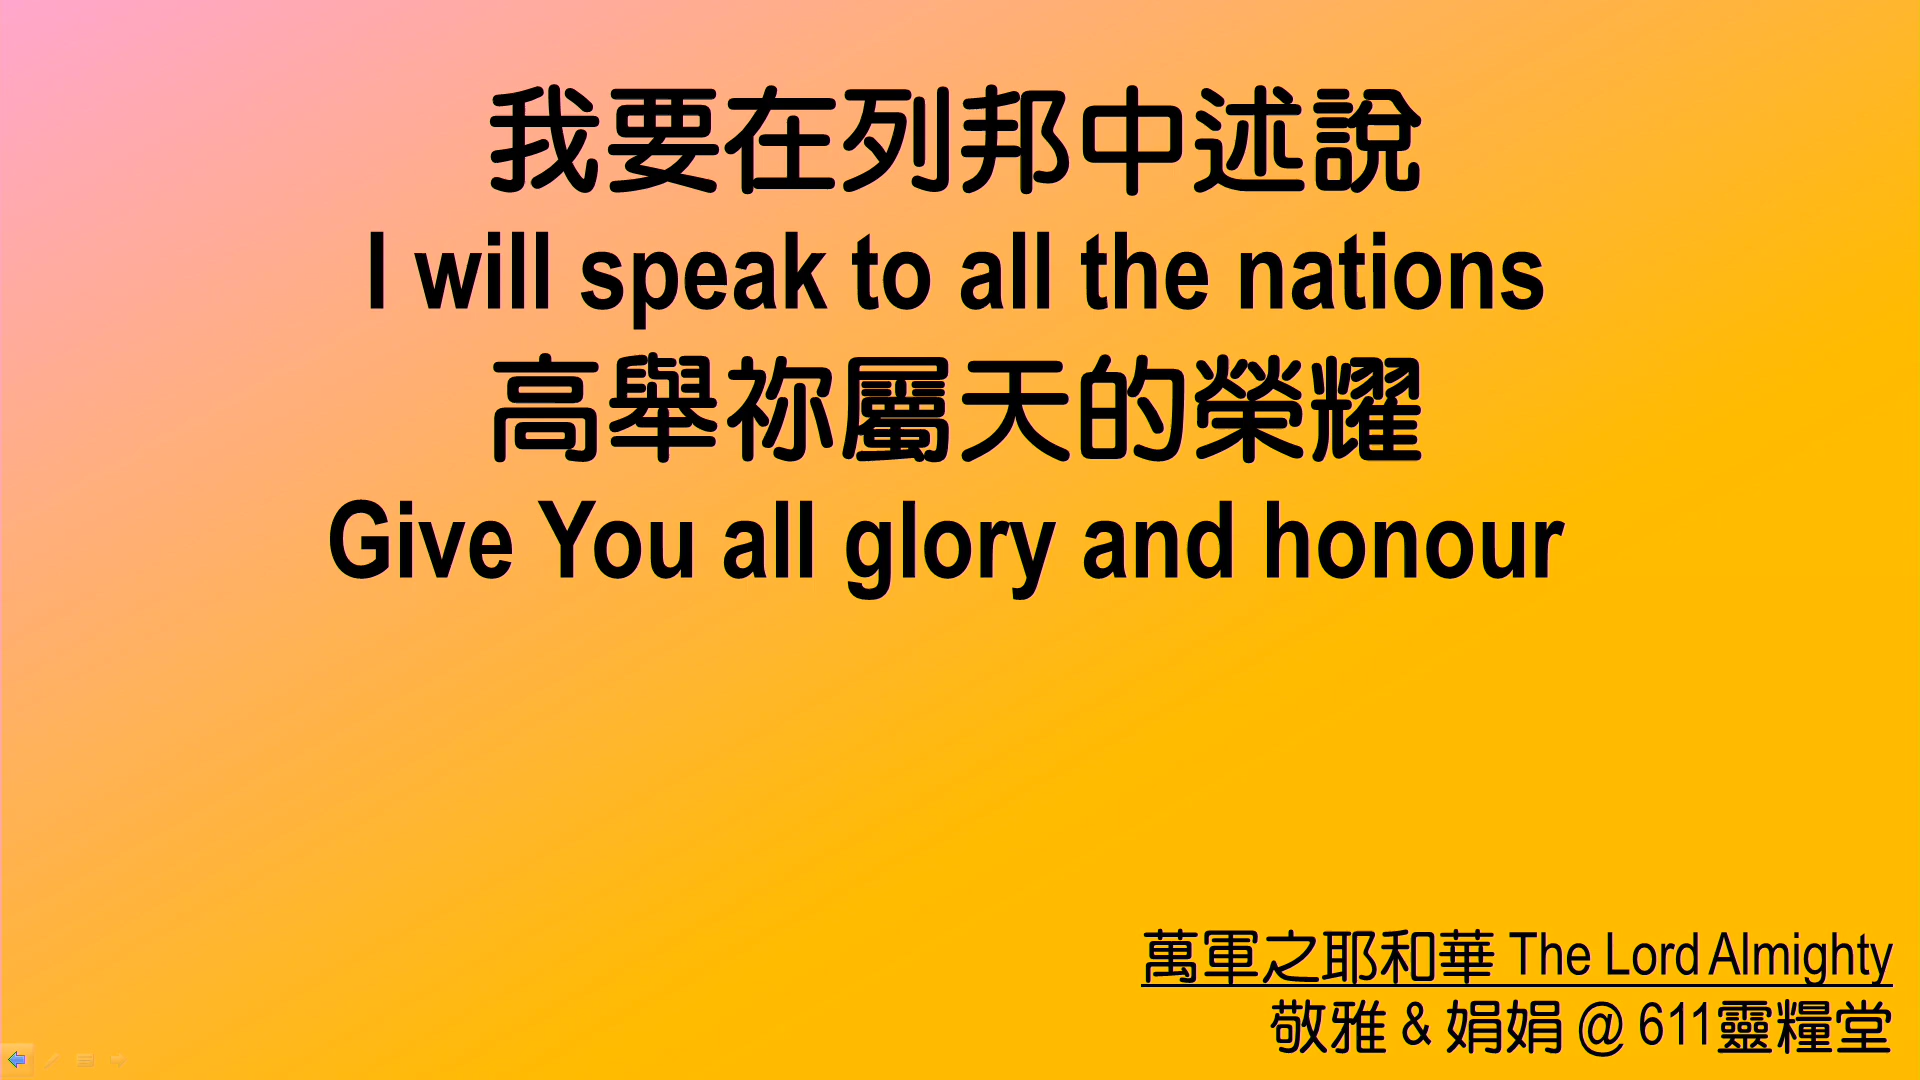 我要在列邦中述說
I will speak to all the nations
高舉祢屬天的榮耀
Give You all glory and honour
萬軍之耶和華 The Lord Almighty
敬雅 & 娟娟 @ 611靈糧堂